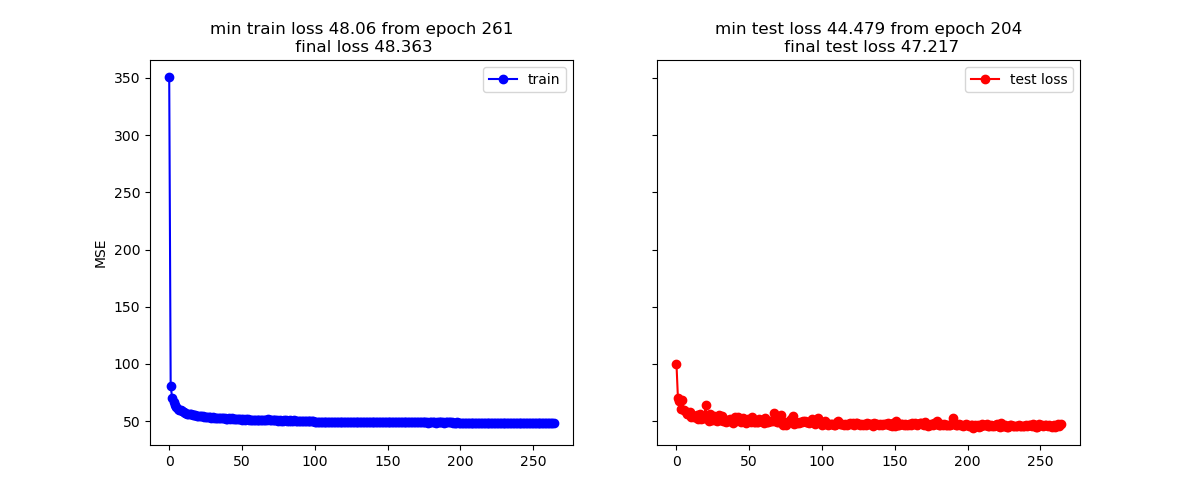 min train loss 48.06 from epoch 261
final loss 48.363
min test loss 44.479 from epoch 204
final test loss 47.217
train
test loss
MSE
350
300
250
200
150
100
50
0 50 100 150 200 250
0 50 100 150 200 250